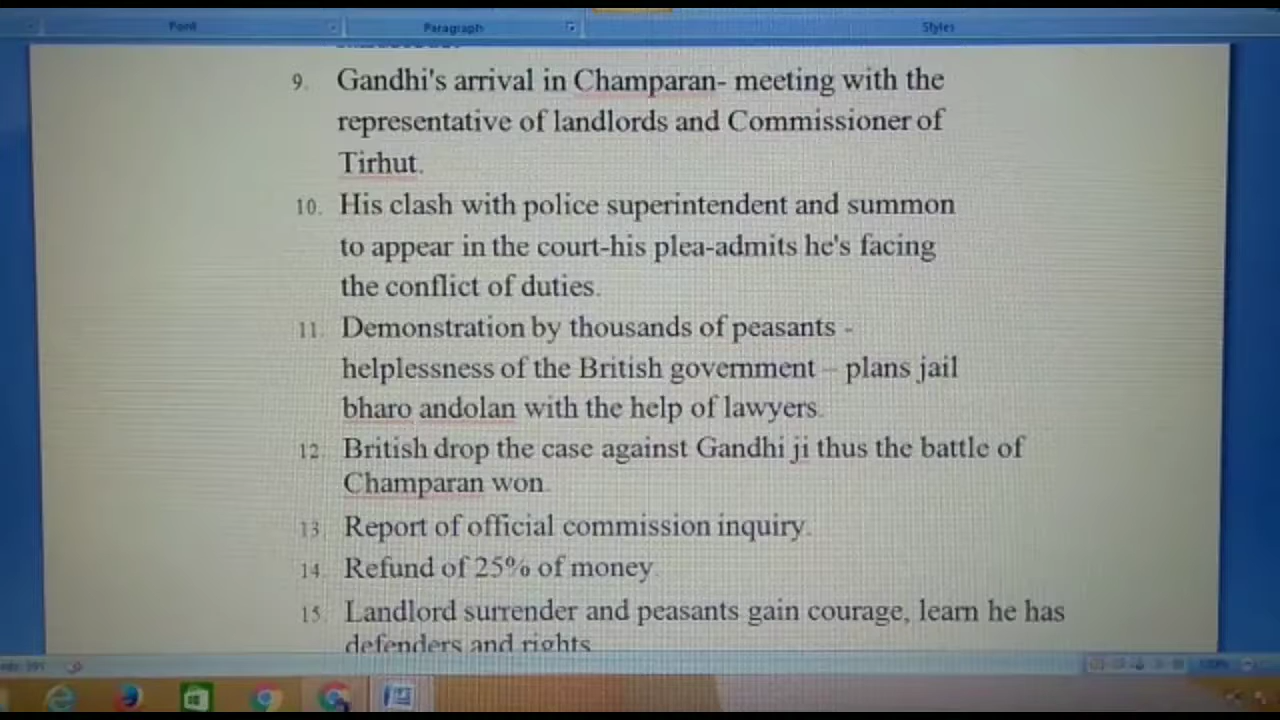 Font
Paragraph
Styles
9. Gandhi's arrival in Champaran- meeting with the
representative of landlords and Commissioner of
Tirhut.
10. His clash with police superintendent and summon
to appear in the court-his plea-admits he's facing
the conflict of duties.
11. Demonstration by thousands of peasants -
helplessness of the British government – plans jail
bharo andolan with the help of lawyers.
12. British drop the case against Gandhi ji thus the battle of
Champaran won.
13. Report of official commission inquiry.
14. Refund of 25% of money.
15. Landlord surrender and peasants gain courage, learn he has
defenders and rights